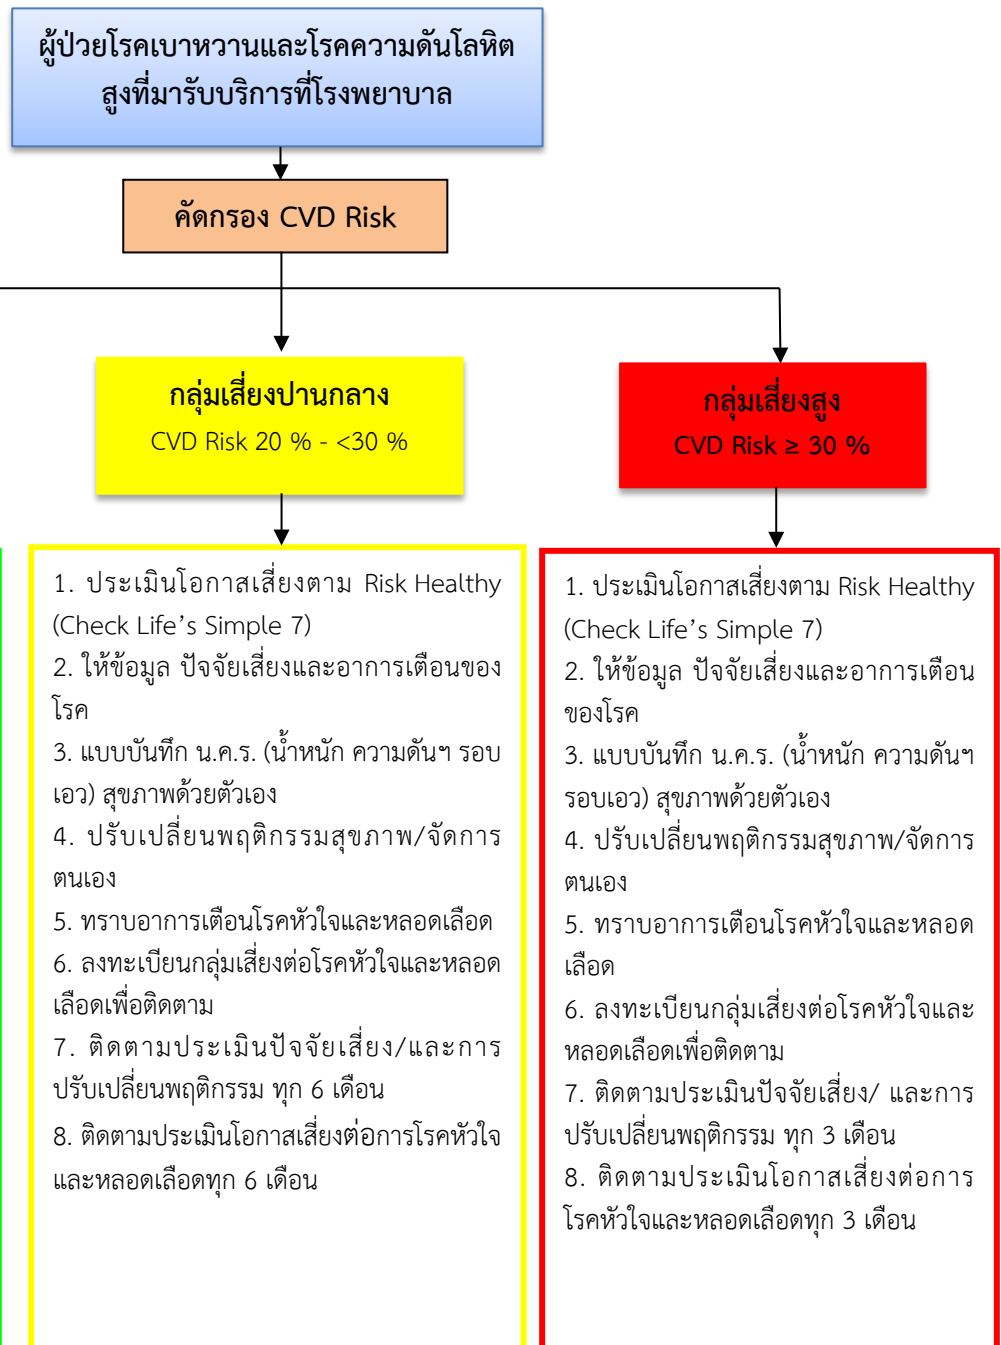 ผู้ป่วยโรคเบาหวานและโรคความดันโลหิต
สูงที่มารับบริการที่โรงพยาบาล
คัดกรอง CVD Risk
กลุ่มเสี่ยงปานกลาง
CVD Risk 20 % - <30 %
กลุ่มเสี่ยงสูง
CVD Risk ≥ 30 %
1. ประเมินโอกาสเสี่ยงตาม Risk Healthy
(Check Life’s Simple 7)
2. ให้ข้อมูล ปัจจัยเสี่ยงและอาการเตือนของ
โรค
3. แบบบันทึก น.ค.ร. (น้ำหนัก ความดันฯ รอบ
เอว) สุขภาพด้วยตัวเอง
4. ปรับเปลี่ยนพฤติกรรมสุขภาพ/จัดการ
ตนเอง
5. ทราบอาการเตือนโรคหัวใจและหลอดเลือด
6. ลงทะเบียนกลุ่มเสี่ยงต่อโรคหัวใจและหลอด
เลือดเพื่อติดตาม
7. ติดตามประเมินปัจจัยเสี่ยง/และการ
ปรับเปลี่ยนพฤติกรรม ทุก 6 เดือน
8. ติดตามประเมินโอกาสเสี่ยงต่อการโรคหัวใจ
และหลอดเลือดทุก 6 เดือน
1. ประเมินโอกาสเสี่ยงตาม Risk Healthy
(Check Life’s Simple 7)
2. ให้ข้อมูล ปัจจัยเสี่ยงและอาการเตือน
ของโรค
3. แบบบันทึก น.ค.ร. (น้ำหนัก ความดันฯ
รอบเอว) สุขภาพด้วยตัวเอง
4. ปรับเปลี่ยนพฤติกรรมสุขภาพ/จัดการ
ตนเอง
5. ทราบอาการเตือนโรคหัวใจและหลอด
เลือด
6. ลงทะเบียนกลุ่มเสี่ยงต่อโรคหัวใจและ
หลอดเลือดเพื่อติดตาม
7. ติดตามประเมินปัจจัยเสี่ยง/ และการ
ปรับเปลี่ยนพฤติกรรม ทุก 3 เดือน
8. ติดตามประเมินโอกาสเสี่ยงต่อการ
โรคหัวใจและหลอดเลือดทุก 3 เดือน